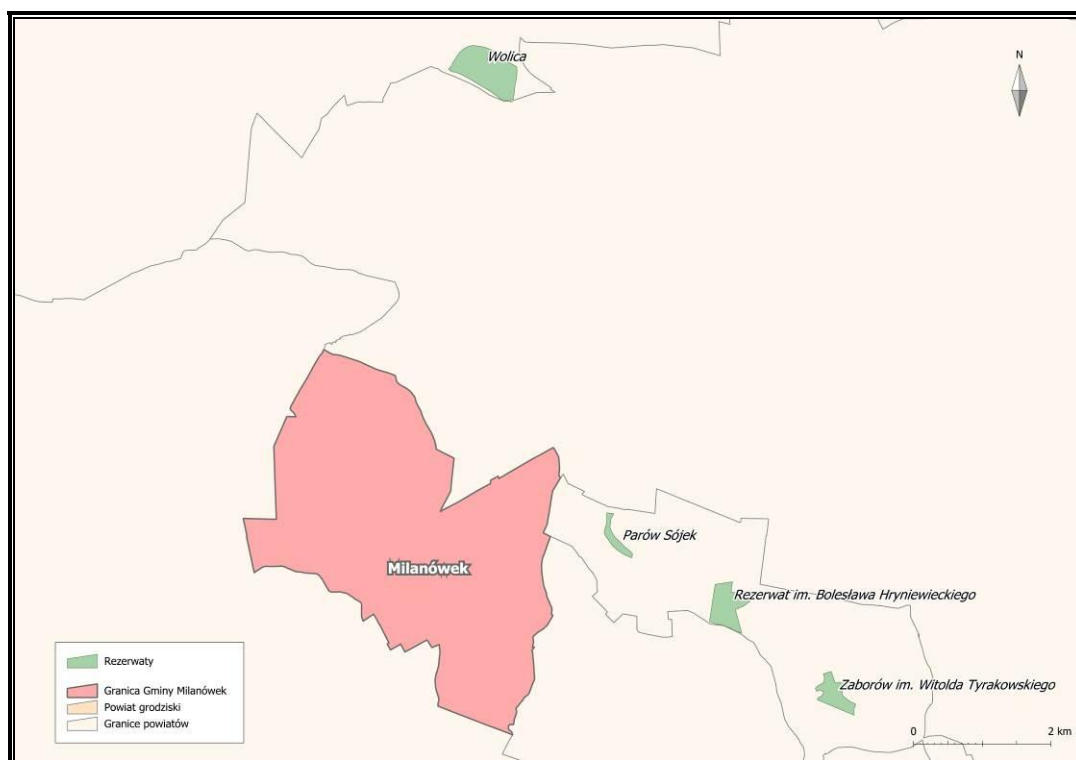 Wolica
N
Parów Sójek
Milanówek
Rezerwat im. Bolesława Hryniewieckiego
Zaborów im. Witolda Tyrakowskiego
Rezerwaty
Granica Gminy Milanówek
Powiat grodziski
Granice powiatów
0 2 km